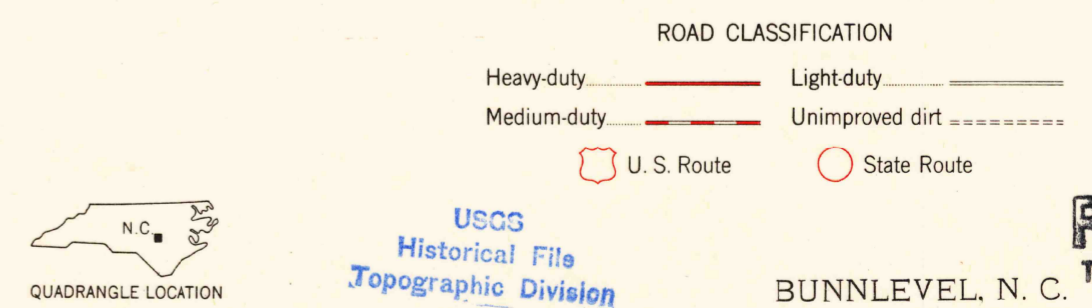 ROAD CLASSIFICATION
Heavy-duty Light-duty
Medium-duty Unimproved dirt
U. S. Route State Route
N.C.
QUADRANGLE LOCATION
USGS
Historical File
Topographic Division
BUNNLEVEL, N. C.